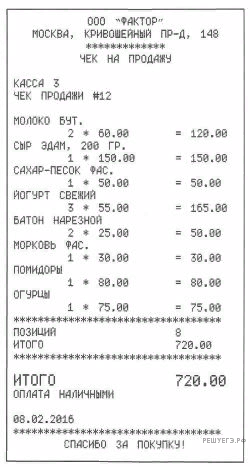 ООО "ФАКТОР"
МОСКВА, КРИВОШЕЙНЫЙ ПР-Д, 148
*************
ЧЕК НА ПРОДАЖУ
КАССА 3
ЧЕК ПРОДАЖИ #12
МОЛОКО БУТ.
2 * 60.00 = 120.00
СЫР ЭДАМ, 200 ГР.
1 * 150.00 = 150.00
САХАР-ПЕСОК ФАС.
1 * 50.00 = 50.00
ЙОГУРТ СВЕЖИЙ
3 * 55.00 = 165.00
БАТОН НАРЕЗНОЙ
2 * 25.00 = 50.00
МОРКОВЬ ФАС.
1 * 30.00 = 30.00
ПОМИДОРЫ
1 * 80.00 = 80.00
ОГУРЦЫ
1 * 75.00 = 75.00
**********************************
ПОЗИЦИЙ 8
ИТОГО 720.00
**********************************
ИТОГО 720.00
ОПЛАТА НАЛИЧНЫМИ
08.02.2016
**********************************
СПАСИБО ЗА ПОКУПКУ!
РЕШУЕГЭ.РФ